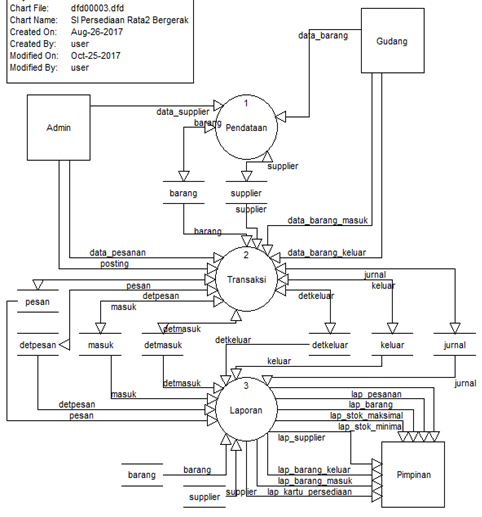 Chart File: dfd00003.dfd
Chart Name: SI Persediaan Rata2 Bergerak
Created On: Aug-26-2017
Created By: user
Modified On: Oct-25-2017
Modified By: user
data_barang
Gudang
Admin
data_supplier
1
barang
Pendataan
supplier
barang
supplier
supplier
barang
data_barang_masuk
data_barang_keluar
data_pesanan
posting
2
Transaksi
jurnal
keluar
pesan
detpesan
masuk
pesan
detkeluar
detmasuk
detpesan
masuk
detmasuk
detkeluar
detkeluar
keluar
jurnal
keluar
detmasuk
masuk
3
Laporan
jurnal
detpesan
pesan
lap_pesanan
lap_barang
lap_stok_maksimal
lap_stok_minimal
lap_supplier
Pimpinan
barang
barang
lap_barang_keluar
lap_barang_masuk
lap_kartu_persediaan
supplier
supplier